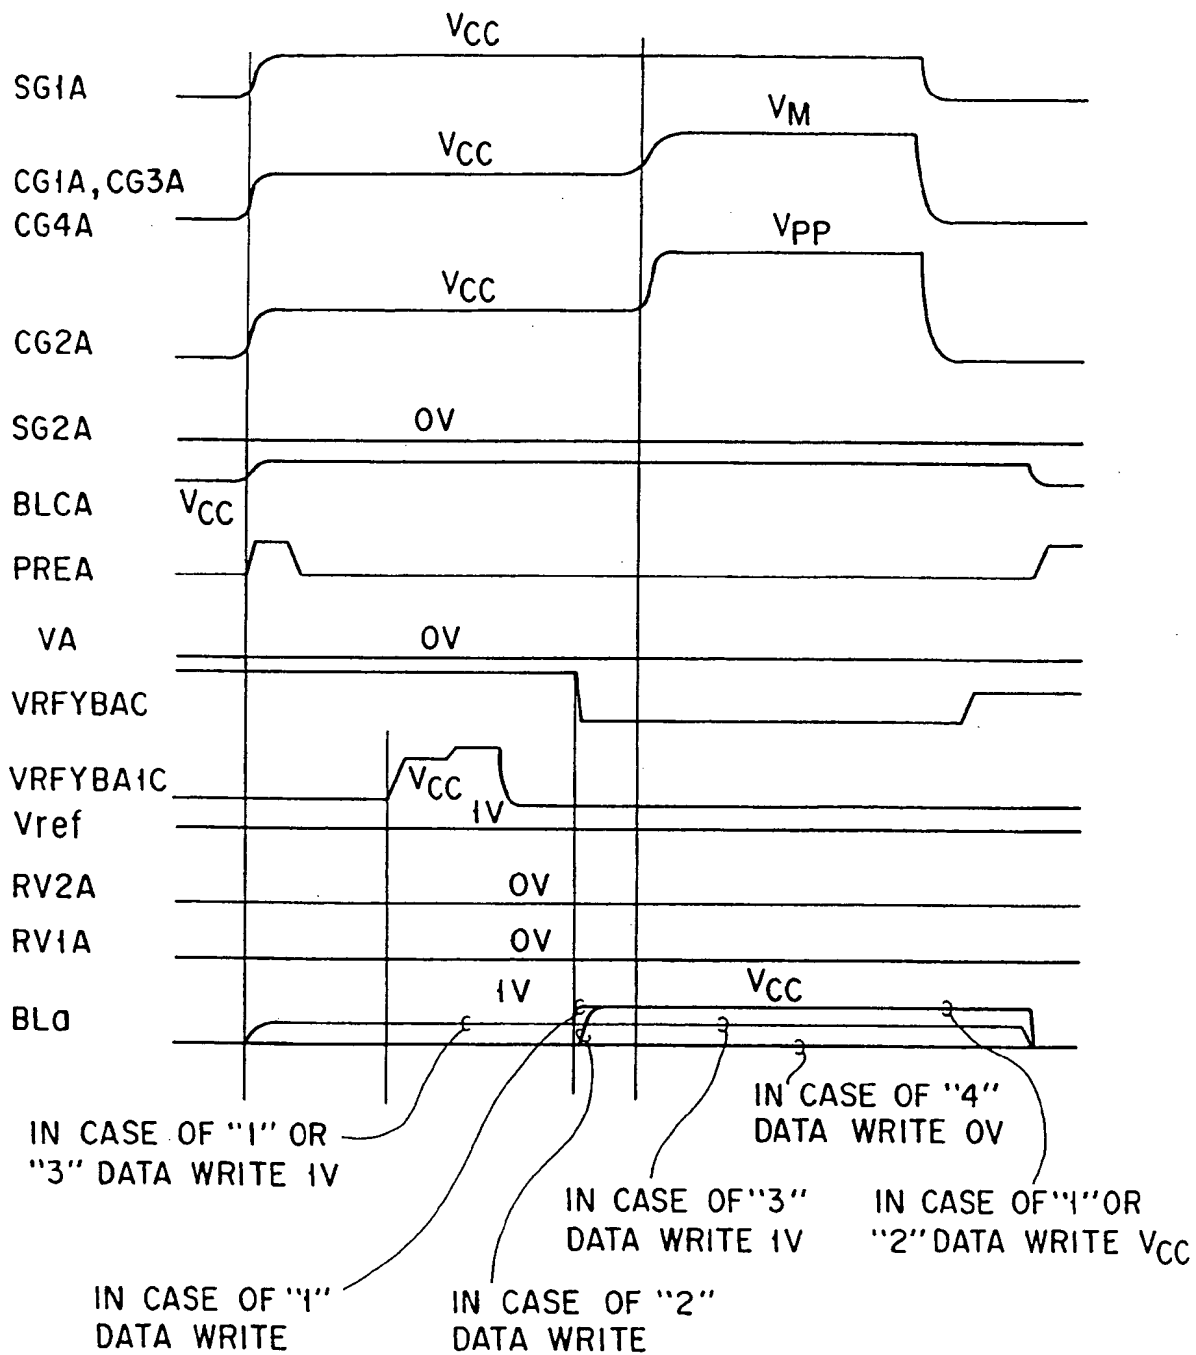 VCC
SG1A
VM
VCC
CG1A, CG3A
CG4A
VPP
VCC
CG2A
0V
SG2A
BLCA
VCC
PREA
VA
0V
VRFYBAC
VRFYBA1C
VCC
1V
Vref
RV2A
0V
RV1A
0V
1V
VCC
BLa
IN CASE OF "4"
DATA WRITE 0V
IN CASE OF "1" OR
"3" DATA WRITE 1V
IN CASE OF "3"
DATA WRITE 1V
IN CASE OF "1" OR
"2" DATA WRITE VCC
IN CASE OF "1"
DATA WRITE
IN CASE OF "2"
DATA WRITE